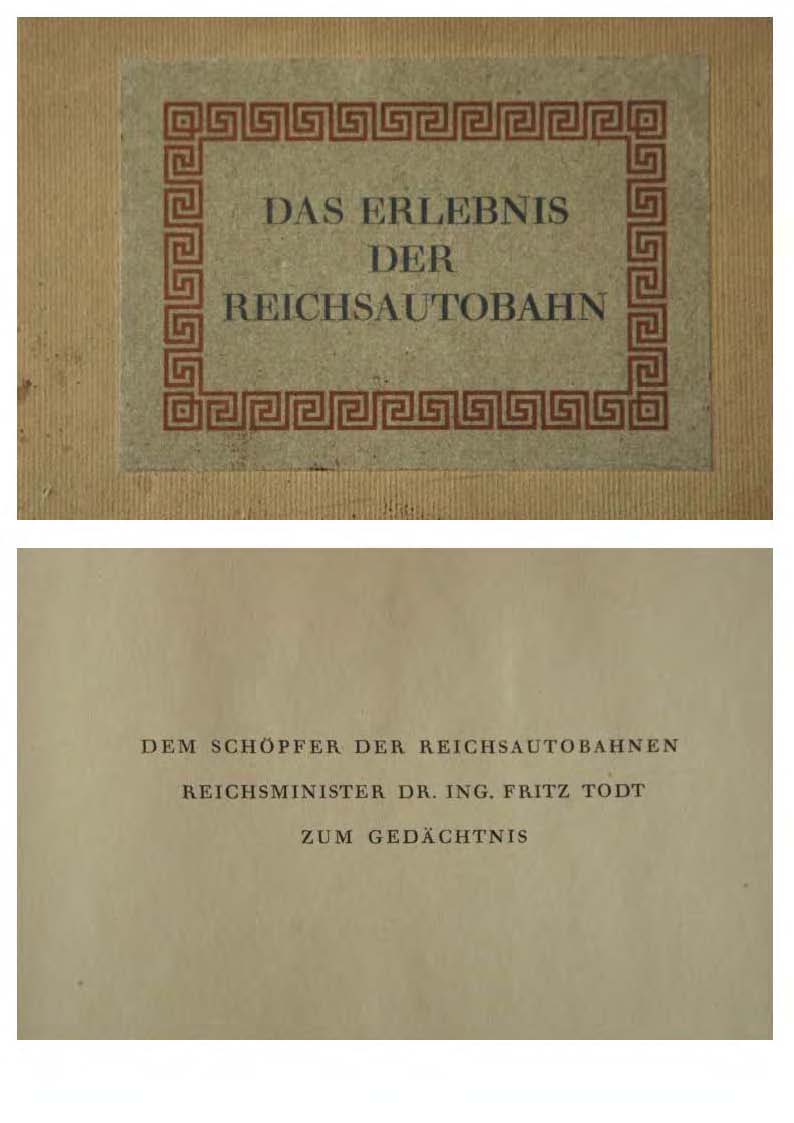 DAS ERLEBNIS
DER
REICHSAUTOBAHN
DEM SCHÖPFER DER REICHSAUTOBAHNEN
REICHSMINISTER DR. ING. FRITZ TODT
ZUM GEDÄCHTNIS